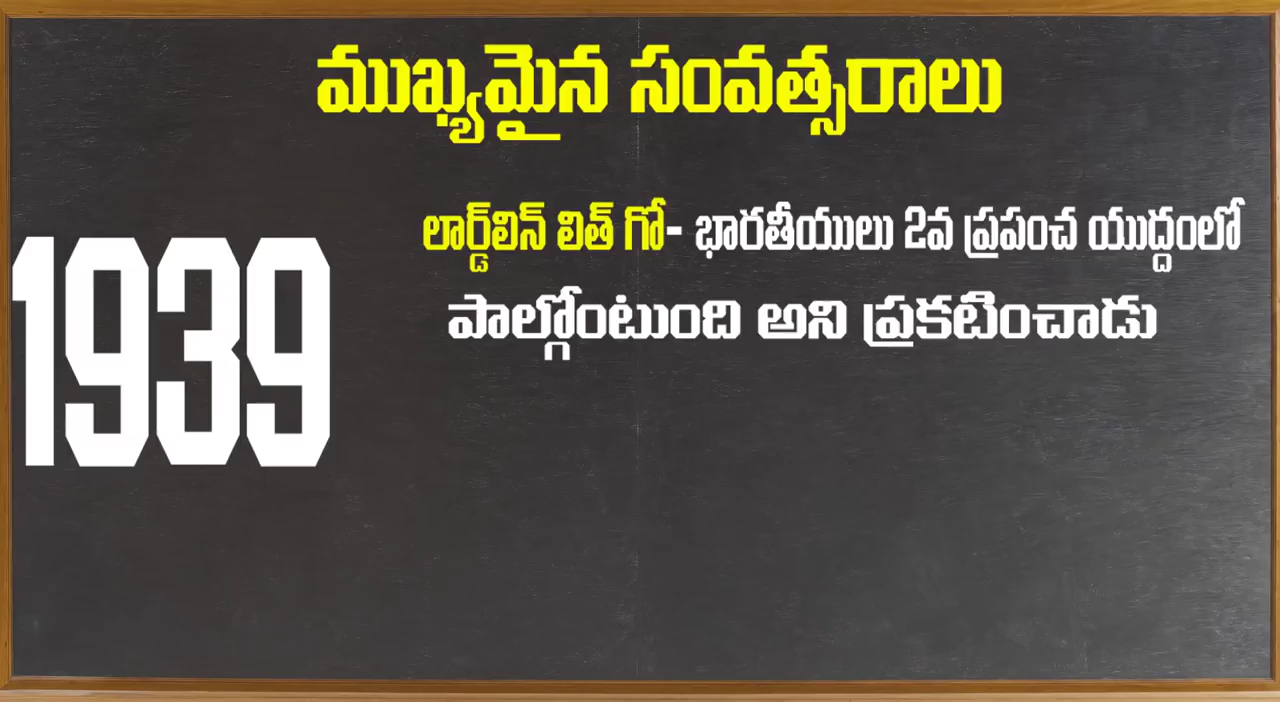 ముఖ్యమైన సంవత్సరాలు
1939
లార్డ్‌లిన్ లిత్ గో- భారతీయులు 2వ ప్రపంచ యుద్ధంలో
పాల్గోంటుంది అని ప్రకటించాడు